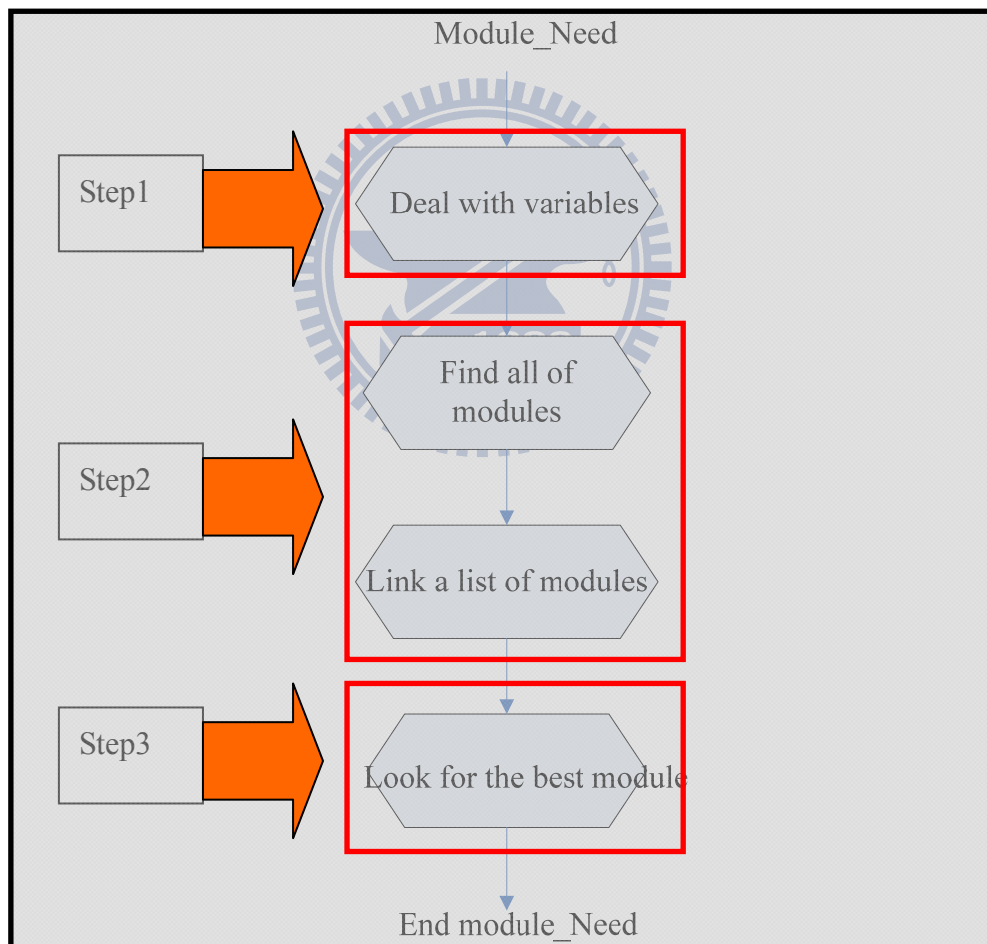 Module_Need
Step1
Deal with variables
Find all of
modules
Step2
Link a list of modules
Step3
Look for the best module
End module_Need